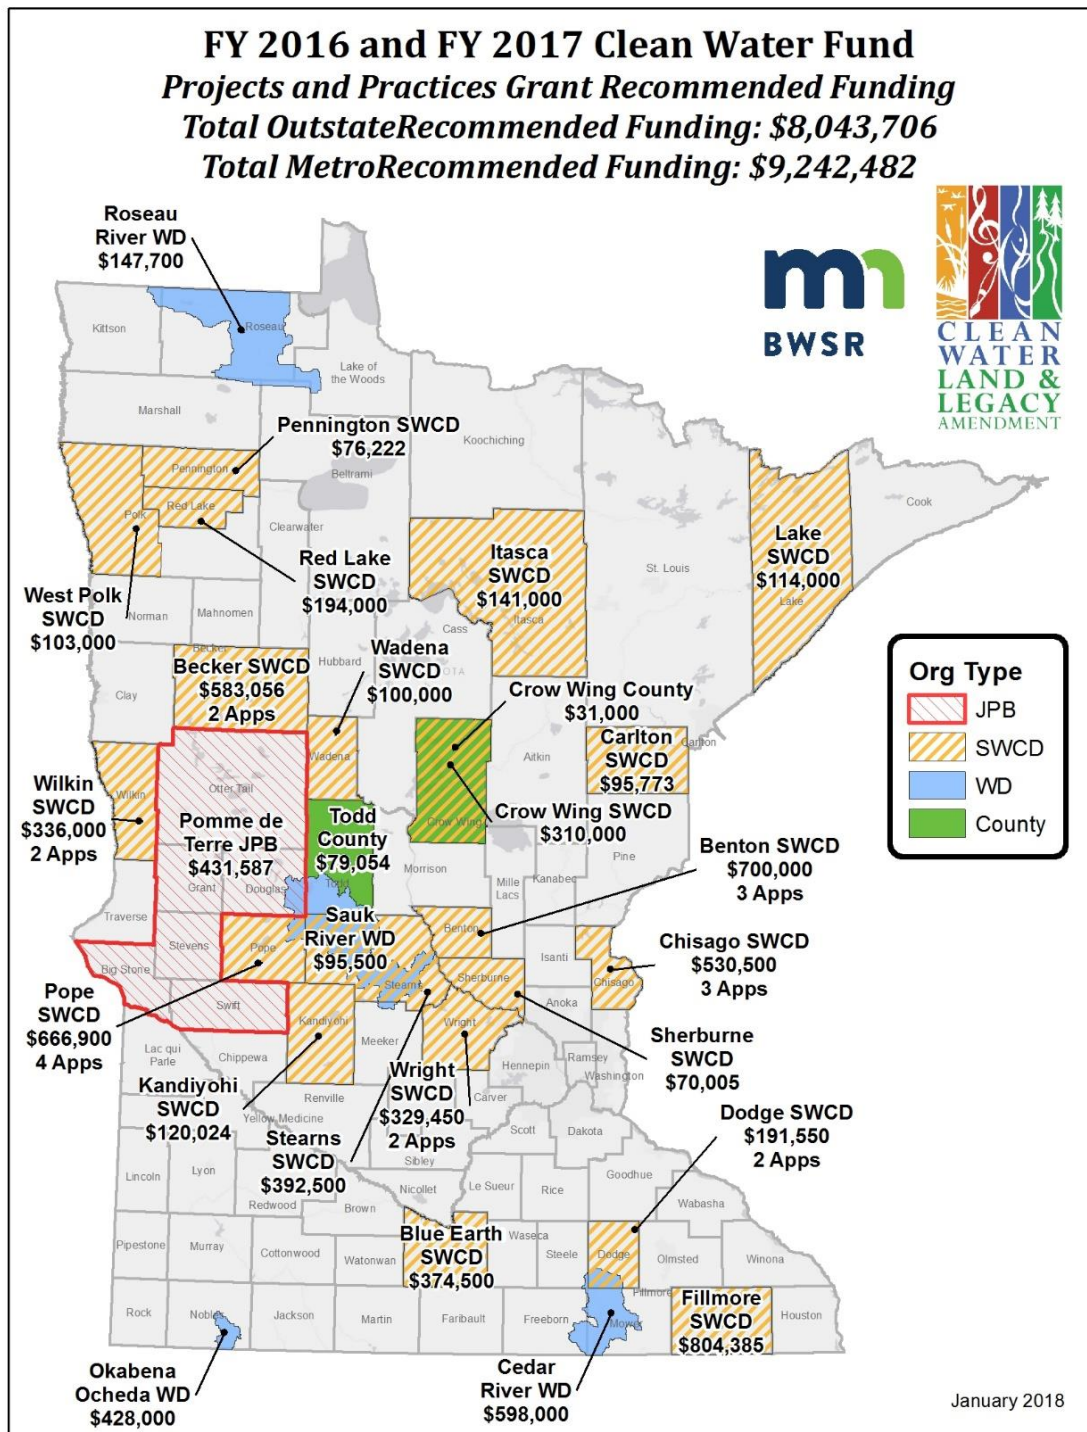 FY 2016 and FY 2017 Clean Water Fund
Projects and Practices Grant Recommended Funding
Total OutstateRecommended Funding: $8,043,706
Total MetroRecommended Funding: $9,242,482
Roseau
River WD
$147,700
mn
BWSR
CLEAN
WATER
LAND &
LEGACY
AMENDMENT
Kittson
Roseau
Lake of
the Woods
Marshall
Koochiching
Pennington SWCD
$76,222
Pennington
Beltrami
Polk
Red Lake
Clearwater
Cook
Red Lake
SWCD
$194,000
Itasca
SWCD
$141,000
Itasca
St. Louis
Lake
SWCD
$114,000
Lake
West Polk
SWCD
$103,000
Norman
Mahnomen
Cass
Becker
Hubbard
Becker SWCD
$583,056
2 Apps
Wadena
SWCD
$100,000
Crow Wing County
$31,000
Clay
Wadena
Aitkin
Carlton
Carlton
SWCD
$95,773
Org Type
JPB
SWCD
WD
County
Wilkin
SWCD
$336,000
2 Apps
Wilkin
Otter Tail
Pomme de
Terre JPB
$431,587
Todd
County
$79,054
Todd
Crow Wing
Crow Wing SWCD
$310,000
Grant
Douglas
Morrison
Mille
Lacs
Kanabec
Pine
Benton SWCD
$700,000
3 Apps
Traverse
Stevens
Pope
Sauk
River WD
$95,500
Stearns
Benton
Sherburne
Isanti
Chisago
Chisago SWCD
$530,500
3 Apps
Big Stone
Swift
Pope
SWCD
$666,900
4 Apps
Kandiyohi
Meeker
Wright
Anoka
Sherburne
SWCD
$70,005
Lac qui
Parle
Chippewa
Hennepin
Ramsey
Washington
Kandiyohi
SWCD
$120,024
Renville
Yellow Medicine
Wright
SWCD
$329,450
2 Apps
Carver
Scott
Dakota
Dodge SWCD
$191,550
2 Apps
Stearns
SWCD
$392,500
Sibley
Lincoln
Lyon
Redwood
Brown
Nicollet
Le Sueur
Rice
Goodhue
Wabasha
Pipestone
Murray
Cottonwood
Watonwan
Blue Earth
SWCD
$374,500
Waseca
Steele
Dodge
Olmsted
Winona
Rock
Nobles
Jackson
Martin
Faribault
Freeborn
Mower
Fillmore
Fillmore
SWCD
$804,385
Houston
Okabena
Ocheda WD
$428,000
Cedar
River WD
$598,000
January 2018